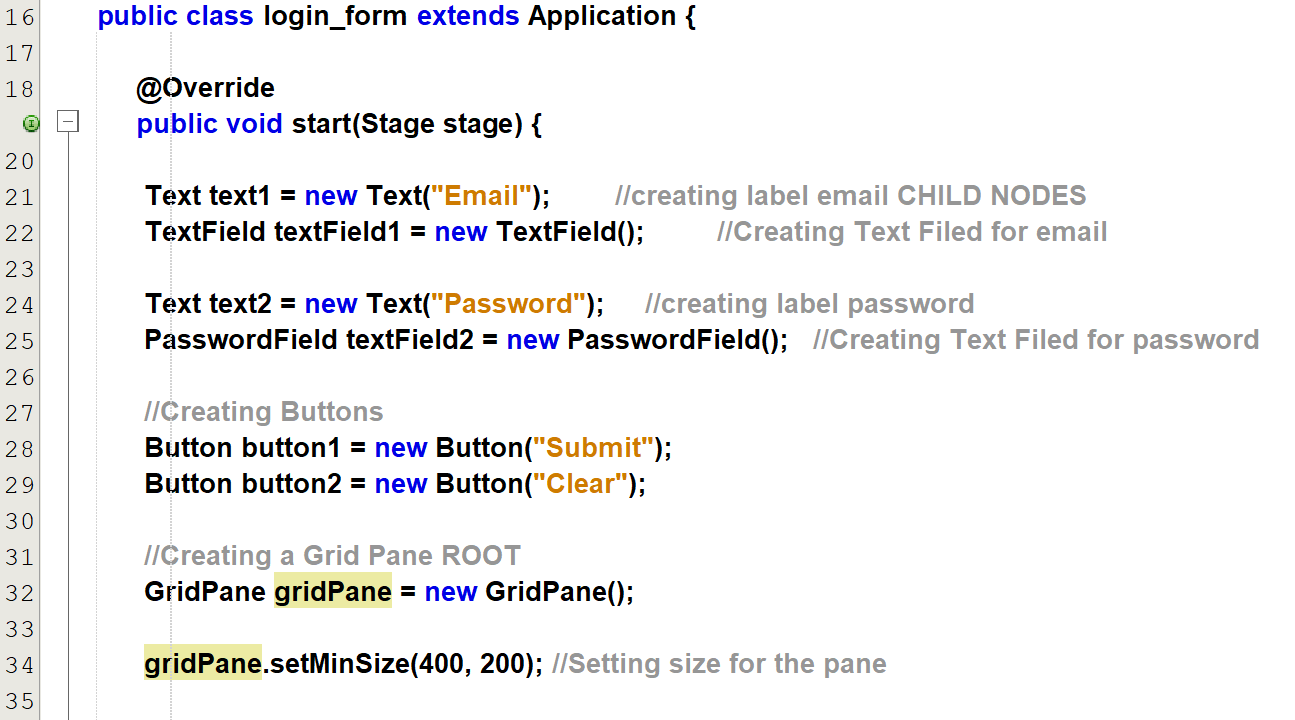 16 public class login_form extends Application {
17
18 @Override
public void start(Stage stage) {
20
21 Text text1 = new Text("Email"); //creating label email CHILD NODES
22 TextField textField1 = new TextField(); //Creating Text Filed for email
23
24 Text text2 = new Text("Password"); //creating label password
25 PasswordField textField2 = new PasswordField(); //Creating Text Filed for password
26
27 //Creating Buttons
28 Button button1 = new Button("Submit");
29 Button button2 = new Button("Clear");
30
31 //Creating a Grid Pane ROOT
32 GridPane gridPane = new GridPane();
33
34 gridPane.setMinSize(400, 200); //Setting size for the pane
35